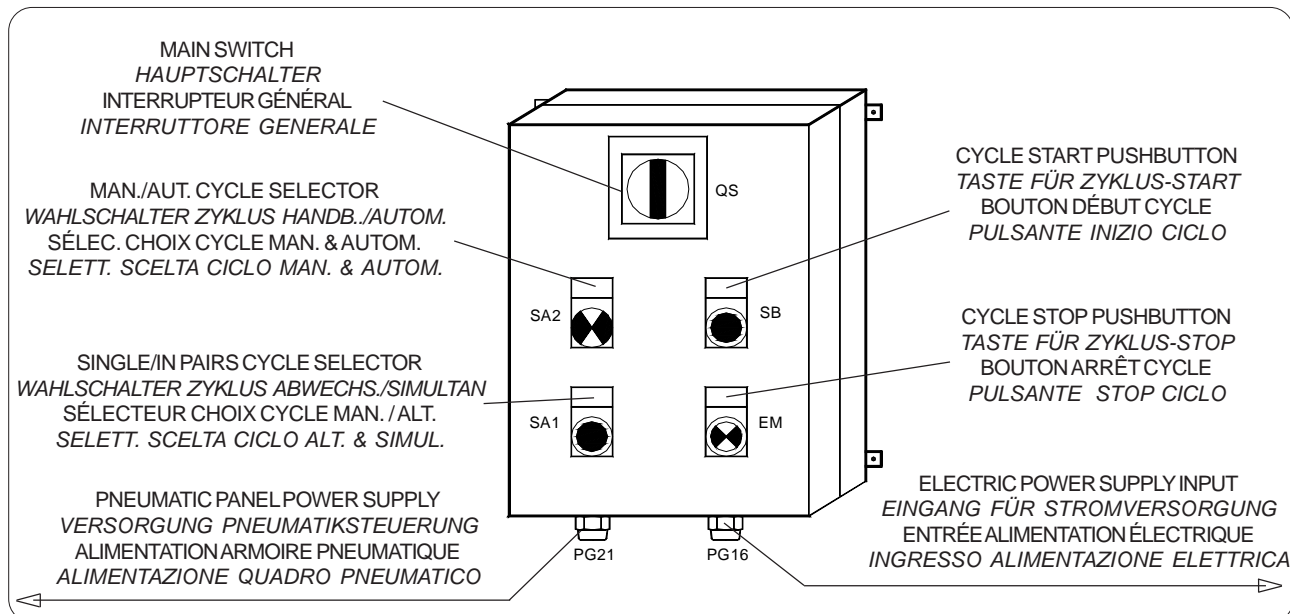 MAIN SWITCH
HAUPTSCHALTER
INTERRUPTEUR GÉNÉRAL
INTERRUTTORE GENERALE
MAN./AUT. CYCLE SELECTOR
WAHLSCHALTER ZYKLUS HANDB../AUTOM.
SÉLEC. CHOIX CYCLE MAN. & AUTOM.
SELETT. SCELTA CICLO MAN. & AUTOM.
SINGLE/IN PAIRS CYCLE SELECTOR
WAHLSCHALTER ZYKLUS ABWECHS./SIMULTAN
SÉLECTEUR CHOIX CYCLE MAN. / ALT.
SELETT. SCELTA CICLO ALT. & SIMUL.
PNEUMATIC PANEL POWER SUPPLY
VERSORGUNG PNEUMATIKSTEUERUNG
ALIMENTATION ARMOIRE PNEUMATIQUE
ALIMENTAZIONE QUADRO PNEUMATICO
QS
SA2
SB
SA1
EM
PG21
PG16
CYCLE START PUSHBUTTON
TASTE FÜR ZYKLUS-START
BOUTON DÉBUT CYCLE
PULSANTE INIZIO CICLO
CYCLE STOP PUSHBUTTON
TASTE FÜR ZYKLUS-STOP
BOUTON ARRÊT CYCLE
PULSANTE STOP CICLO
ELECTRIC POWER SUPPLY INPUT
EINGANG FÜR STROMVERSORGUNG
ENTRÉE ALIMENTATION ÉLECTRIQUE
INGRESSO ALIMENTAZIONE ELETTRICA